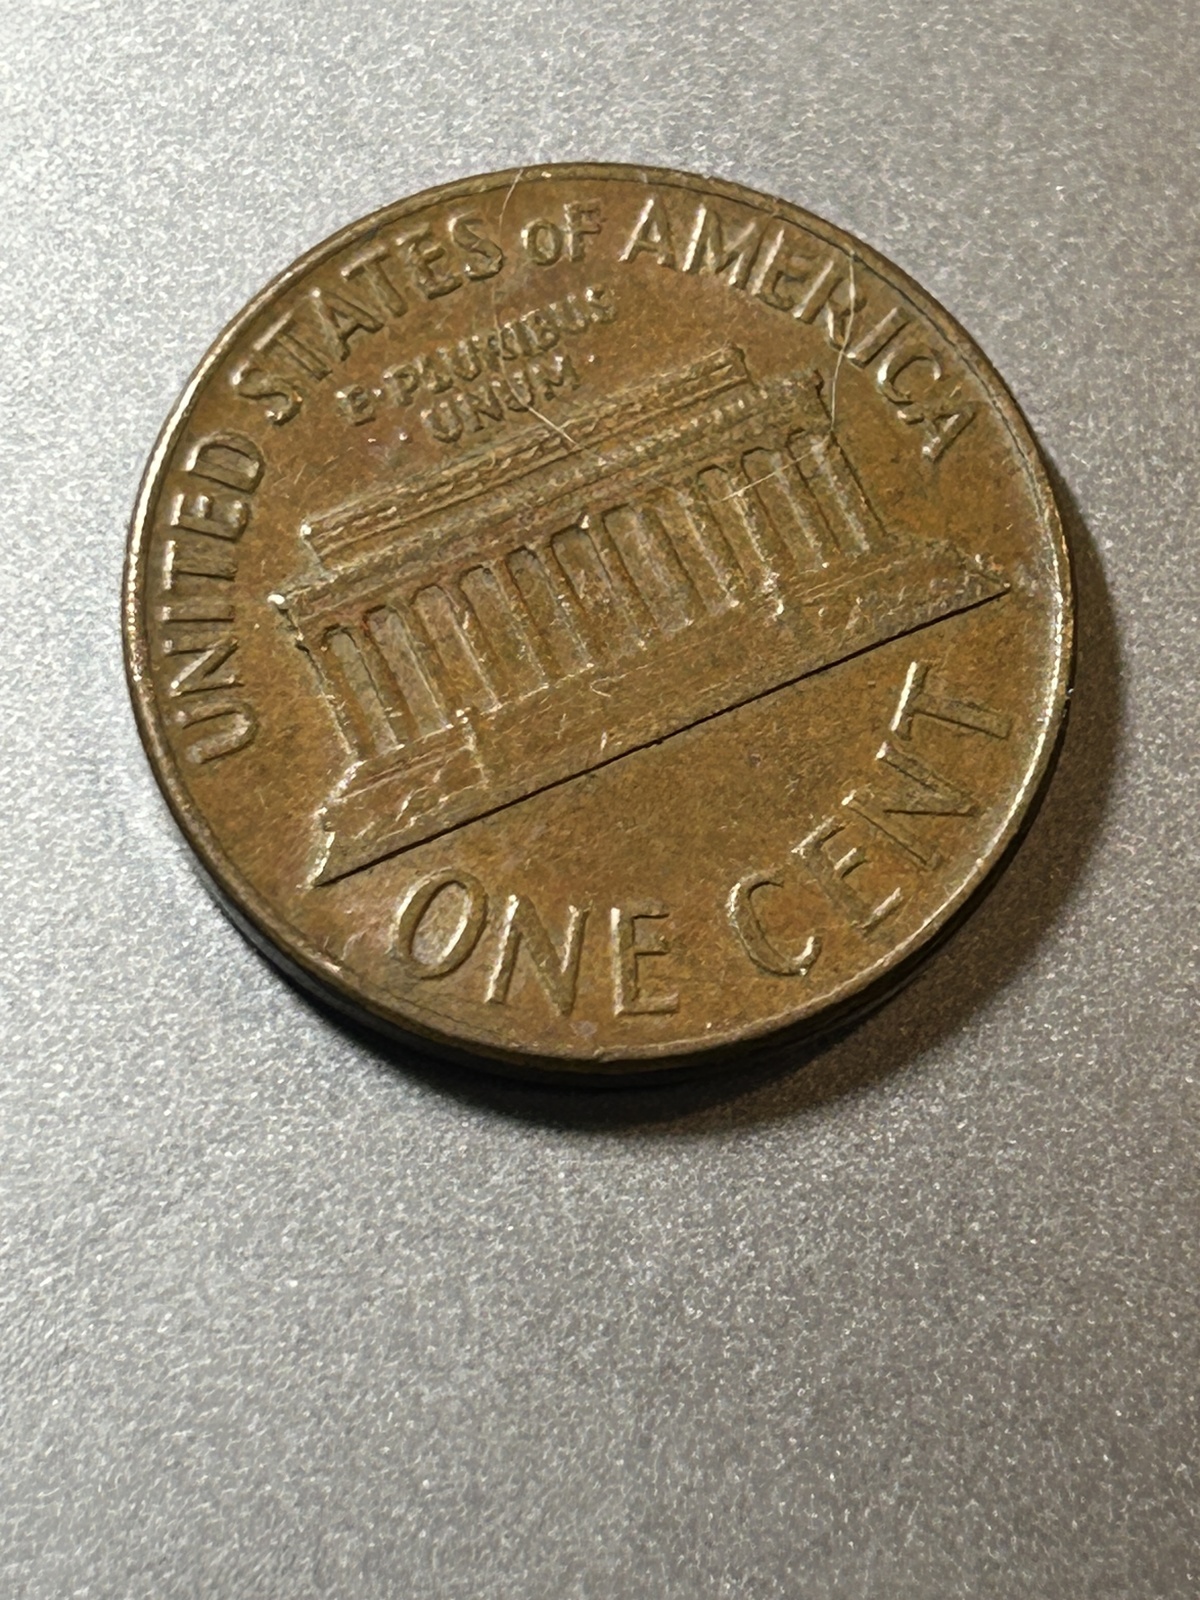 UNITED STATES OF AMERICA
E·PLURIBUS
UNUM
ONE CENT